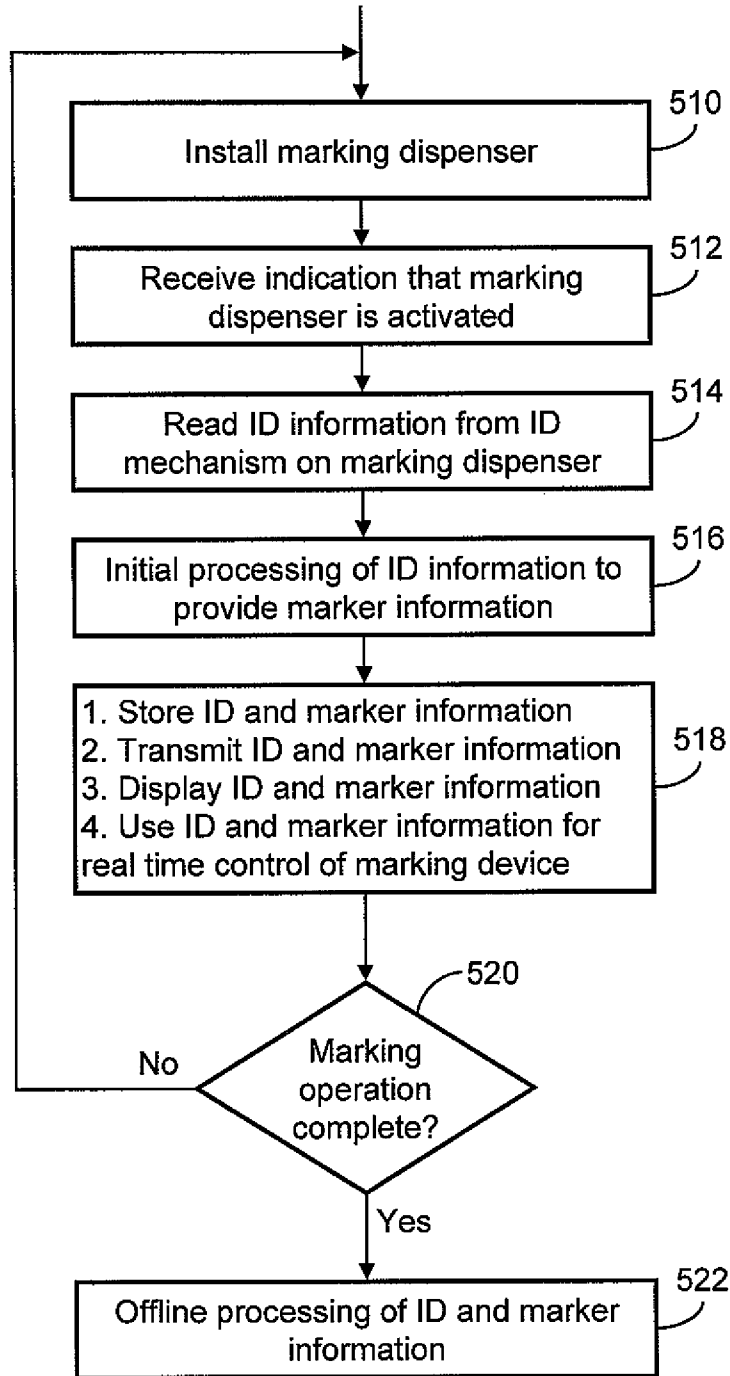 510
Install marking dispenser
512
Receive indication that marking
dispenser is activated
514
Read ID information from ID
mechanism on marking dispenser
516
Initial processing of ID information to
provide marker information
1. Store ID and marker information
2. Transmit ID and marker information
3. Display ID and marker information
4. Use ID and marker information for
real time control of marking device
518
520
No
Marking
operation
complete?
Yes
522
Offline processing of ID and marker
information